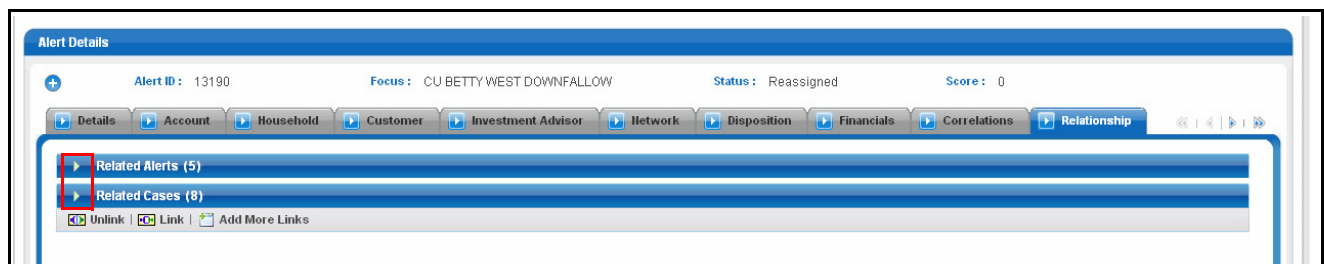 Alert Details
Alert ID : 13190 Focus : CU BETTY WEST DOWNFALLOW Status : Reassigned Score : 0
Details Account Household Customer Investment Advisor Network Disposition Financials Correlations Relationship
Related Alerts (5)
Related Cases (8)
Unlink | Link | Add More Links